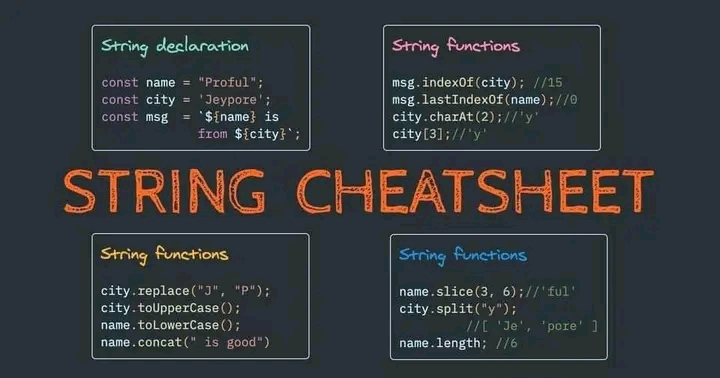 String declaration
const name = "Proful";
const city = 'Jeypore';
const msg = `${name} is
from ${city}`;
String functions
msg.indexOf(city); //15
msg.lastIndexOf(name);//0
city.charAt(2);//'y'
city[3];//'y'
STRING CHEATSHEET
String functions
city.replace("J", "P");
city.toUpperCase();
name.toLowerCase();
name.concat(" is good")
String functions
name.slice(3, 6);//'ful'
city.split("y");
//[ 'Je', 'pore' ]
name.length; //6